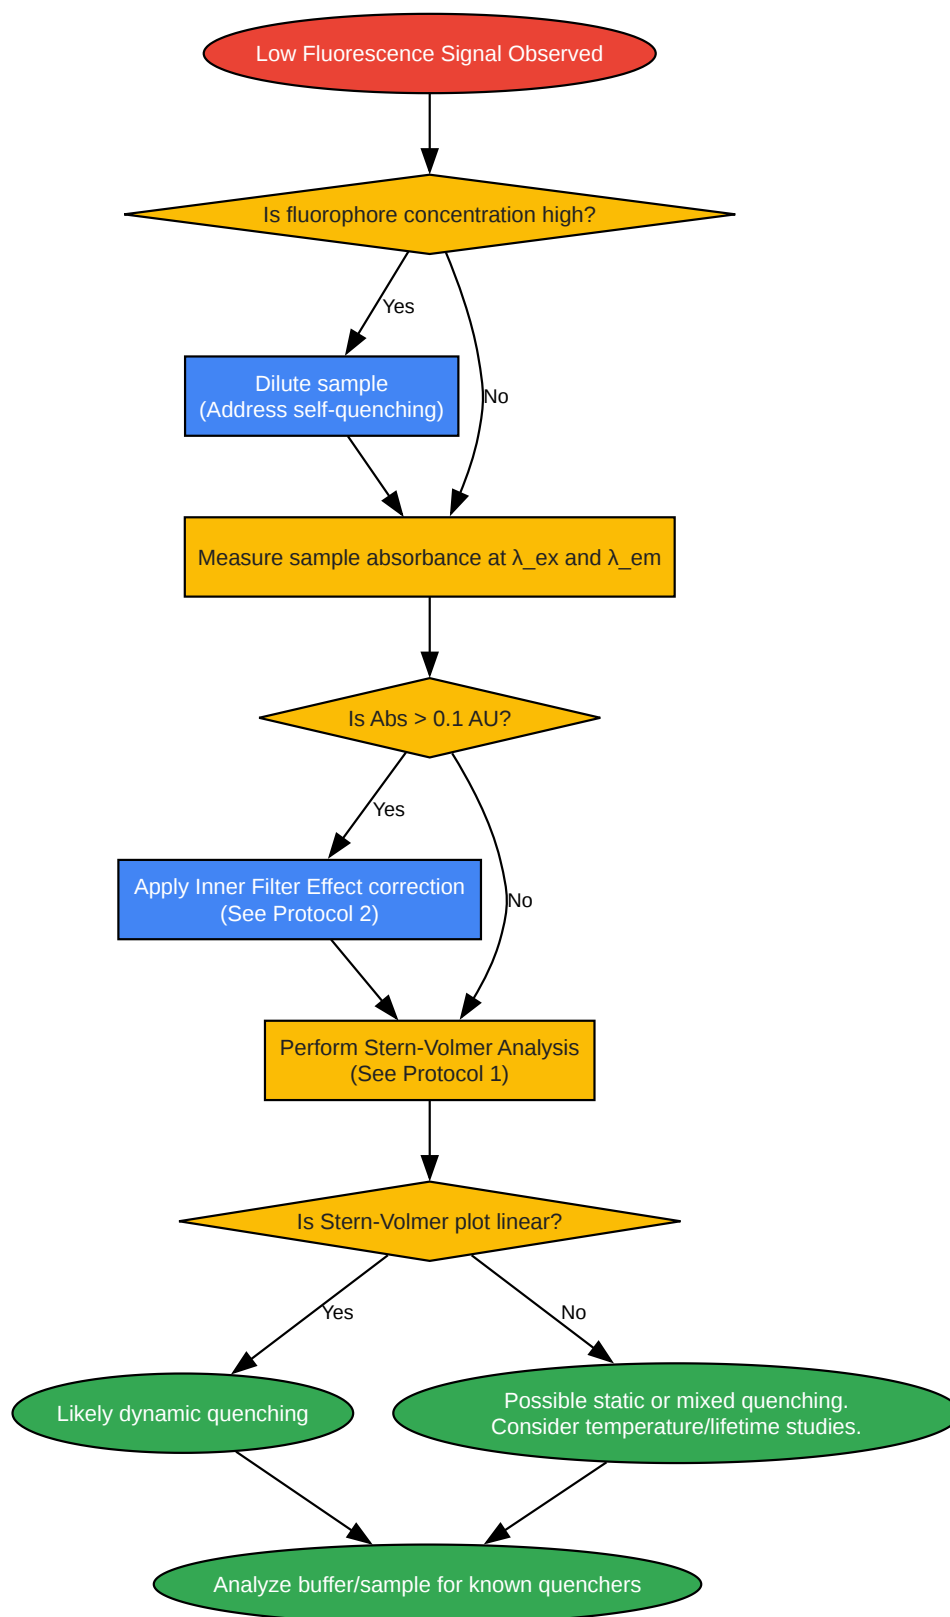 Low Fluorescence Signal Observed
Is fluorophore concentration high?
Yes
Dilute sample
(Address self-quenching)
No
Measure sample absorbance at λ_ex and λ_em
Is Abs > 0.1 AU?
Yes
Apply Inner Filter Effect correction
(See Protocol 2)
No
Perform Stern-Volmer Analysis
(See Protocol 1)
Is Stern-Volmer plot linear?
Yes
No
Likely dynamic quenching
Possible static or mixed quenching.
Consider temperature/lifetime studies.
Analyze buffer/sample for known quenchers